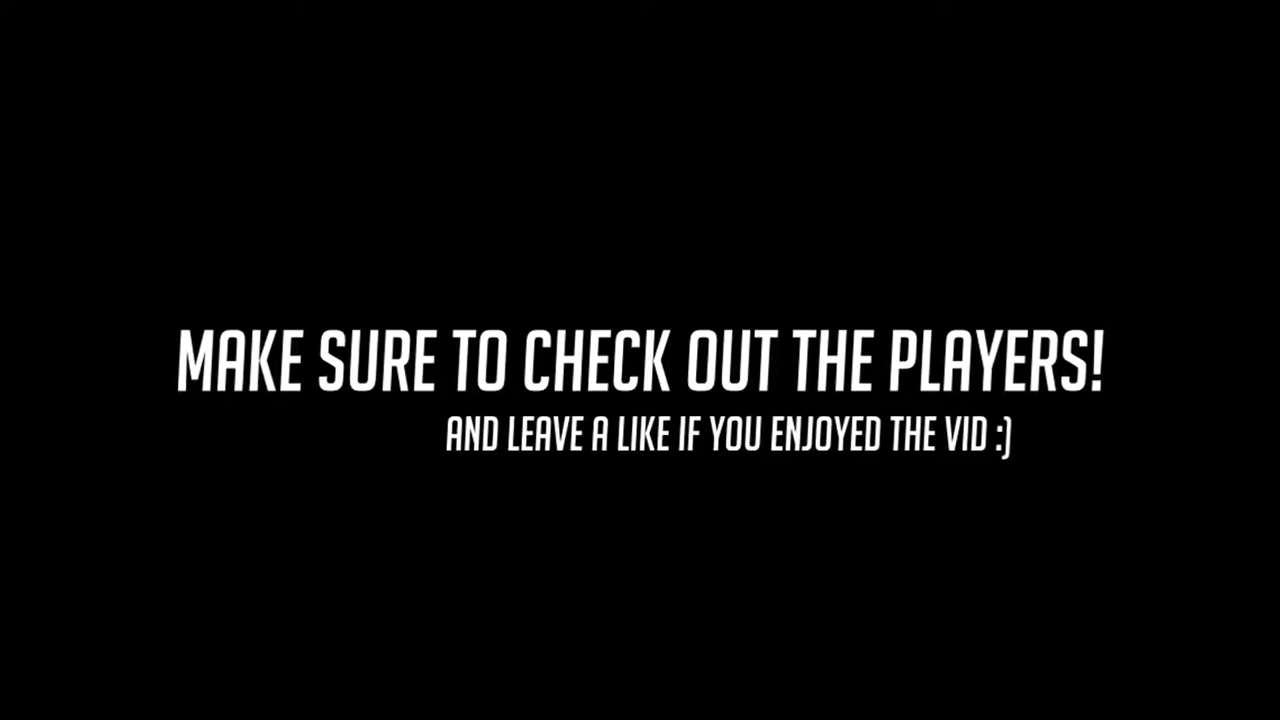 MAKE SURE TO CHECK OUT THE PLAYERS!
AND LEAVE A LIKE IF YOU ENJOYED THE VID :)